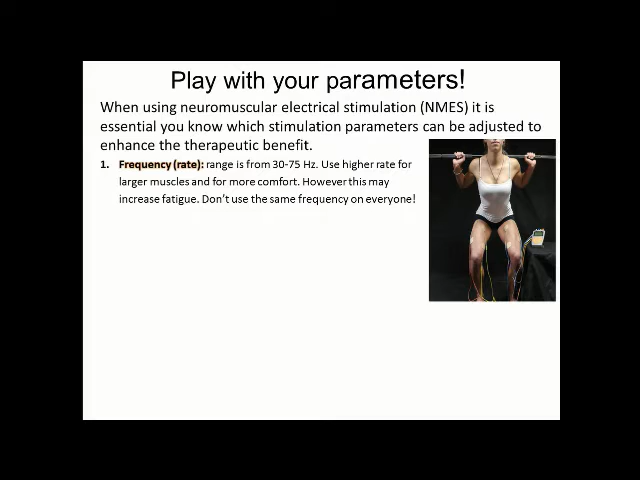 Play with your parameters!
When using neuromuscular electrical stimulation (NMES) it is
essential you know which stimulation parameters can be adjusted to
enhance the therapeutic benefit.
1. Frequency (rate): range is from 30-75 Hz. Use higher rate for
larger muscles and for more comfort. However this may
increase fatigue. Don't use the same frequency on everyone!